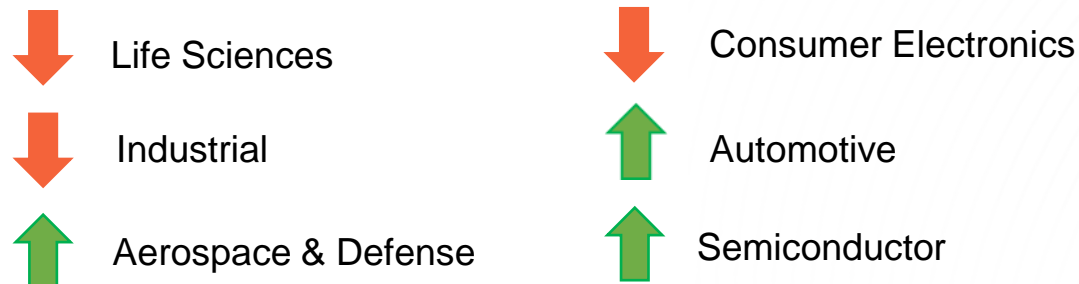 Life Sciences
Industrial
Aerospace & Defense
Consumer Electronics
Automotive
Semiconductor